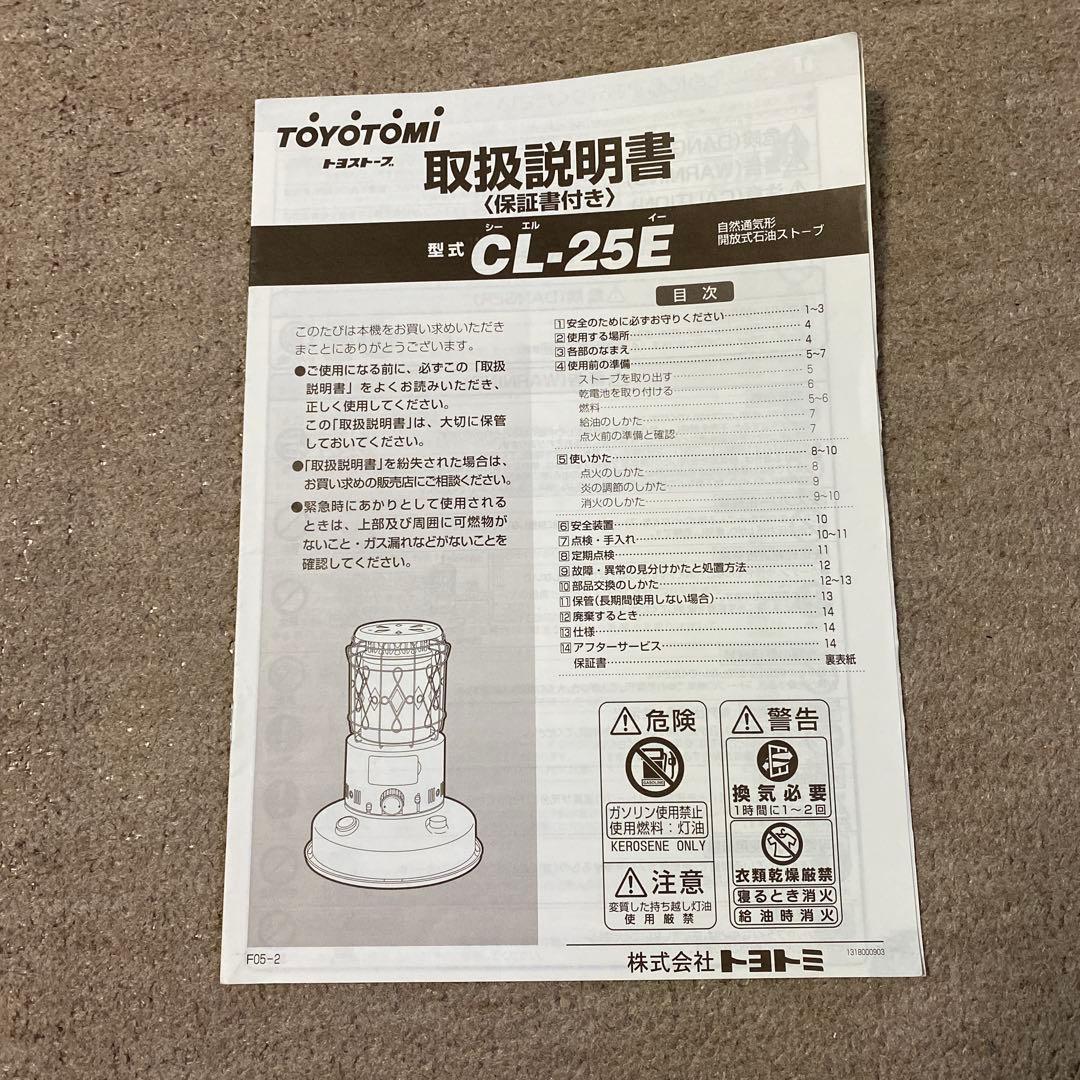 TOYOTOMI
トヨストーブ
取扱説明書
〈保証書付き〉
シー エル イー
型式 CL-25E
自然通気形
開放式石油ストーブ
このたびは本機をお買い求めいただき
まことにありがとうございます。
●ご使用になる前に、必ずこの「取扱
説明書」をよくお読みいただき、
正しく使用してください。
この「取扱説明書」は、大切に保管
しておいてください。
●「取扱説明書」を紛失された場合は、
お買い求めの販売店にご相談ください。
●緊急時にあかりとして使用される
ときは、上部及び周囲に可燃物が
ないこと・ガス漏れなどがないことを
確認してください。
目次
1 安全のために必ずお守りください 1~3
2 使用する場所 4
3 各部のなまえ 4
4 使用前の準備 5~7
ストーブを取り出す 5
乾電池を取り付ける 6
燃料 5~6
給油のしかた 7
点火前の準備と確認 7
5 使いかた 8~10
点火のしかた 8
炎の調節のしかた 9
消火のしかた 9~10
6 安全装置 10
7 点検・手入れ 10~11
8 定期点検 11
9 故障・異常の見分けかたと処置方法 12
10 部品交換のしかた 12~13
11 保管(長期間使用しない場合) 13
12 廃棄するとき 14
13 仕様 14
14 アフターサービス 14
保証書 裏表紙
危険
GASOLINE
ガソリン使用禁止
使用燃料:灯油
KEROSENE ONLY
注意
変質した持ち越し灯油
使用厳禁
警告
換気必要
1時間に1~2回
衣類乾燥厳禁
寝るとき消火
給油時消火
F05-2
株式会社 トヨトミ
1318000903